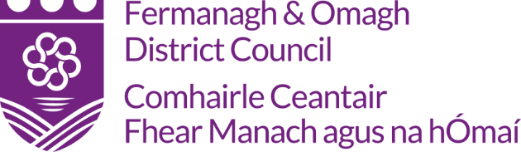 Fermanagh & Omagh
District Council
Comhairle Ceantair
Fhear Manach agus na hÓmaí